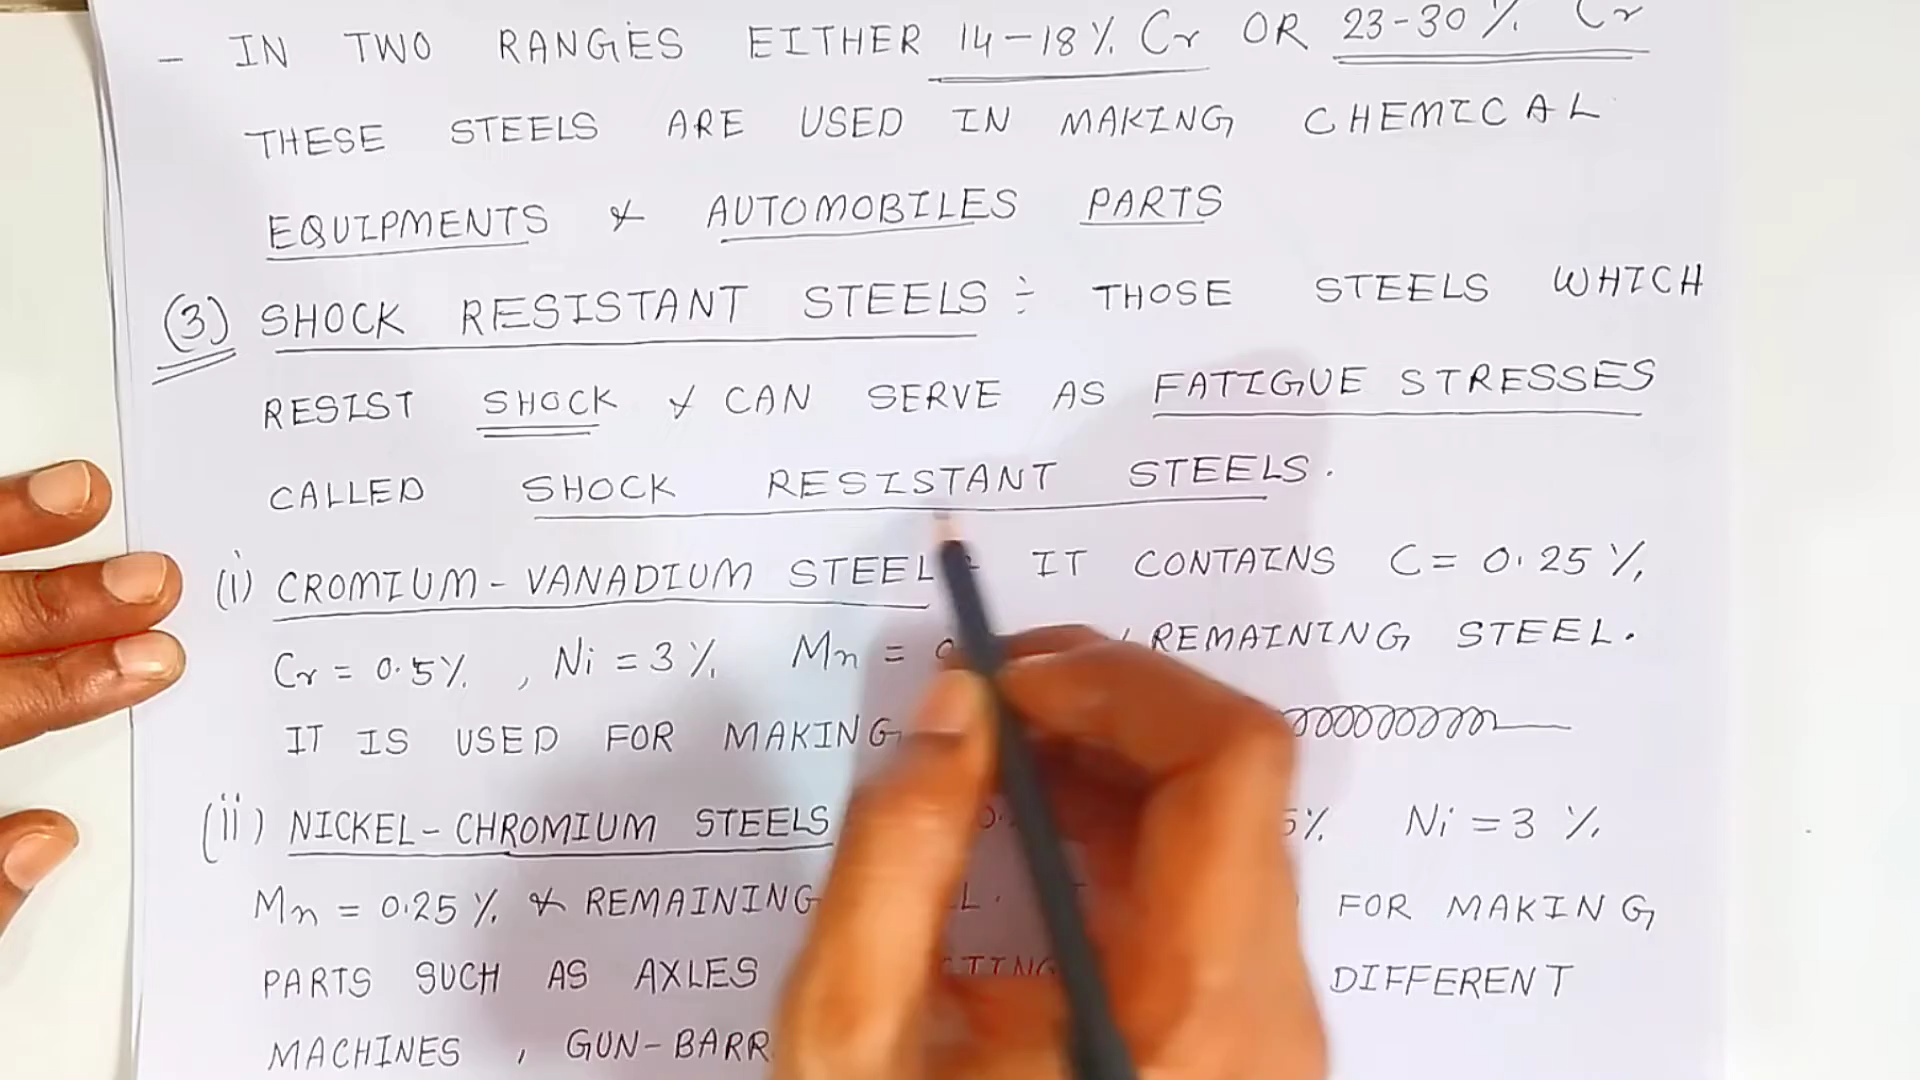 - IN TWO RANGES EITHER 14-18% Cr OR 23-30% Cr
THESE STEELS ARE USED IN MAKING CHEMICAL
EQUIPMENTS & AUTOMOBILES PARTS
(3) SHOCK RESISTANT STEELS ÷ THOSE STEELS WHICH
RESIST SHOCK & CAN SERVE AS FATIGUE STRESSES
CALLED SHOCK RESISTANT STEELS.
(i) CROMIUM-VANADIUM STEEL IT CONTAINS C = 0.25%,
Cr = 0.5%, Ni = 3% Mn = REMAINING STEEL.
IT IS USED FOR MAKING
(ii) NICKEL-CHROMIUM STEELS Ni = 3%
Mn = 0.25% & REMAINING FOR MAKING
PARTS SUCH AS AXLES DIFFERENT
MACHINES,